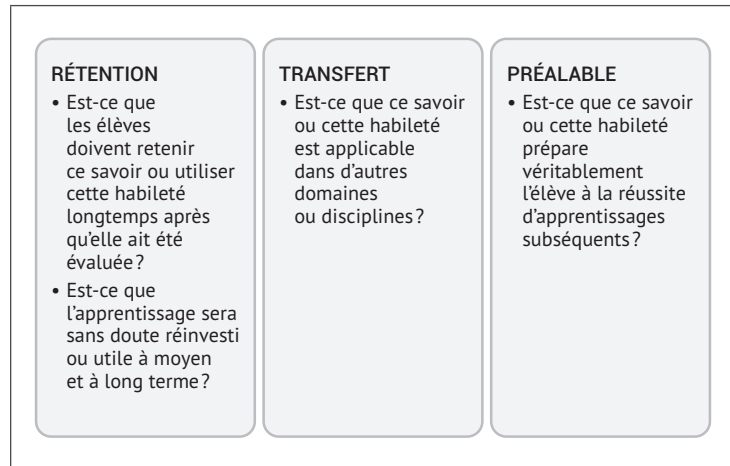 RÉTENTION
• Est-ce que
les élèves
doivent retenir
ce savoir ou utiliser
cette habileté
longtemps après
qu'elle ait été
évaluée ?
• Est-ce que
l'apprentissage sera
sans doute réinvesti
ou utile à moyen
et à long terme ?
TRANSFERT
• Est-ce que ce savoir
ou cette habileté
est applicable
dans d'autres
domaines
ou disciplines ?
PRÉALABLE
• Est-ce que ce savoir
ou cette habileté
prépare
véritablement
l'élève à la réussite
d'apprentissages
subséquents ?